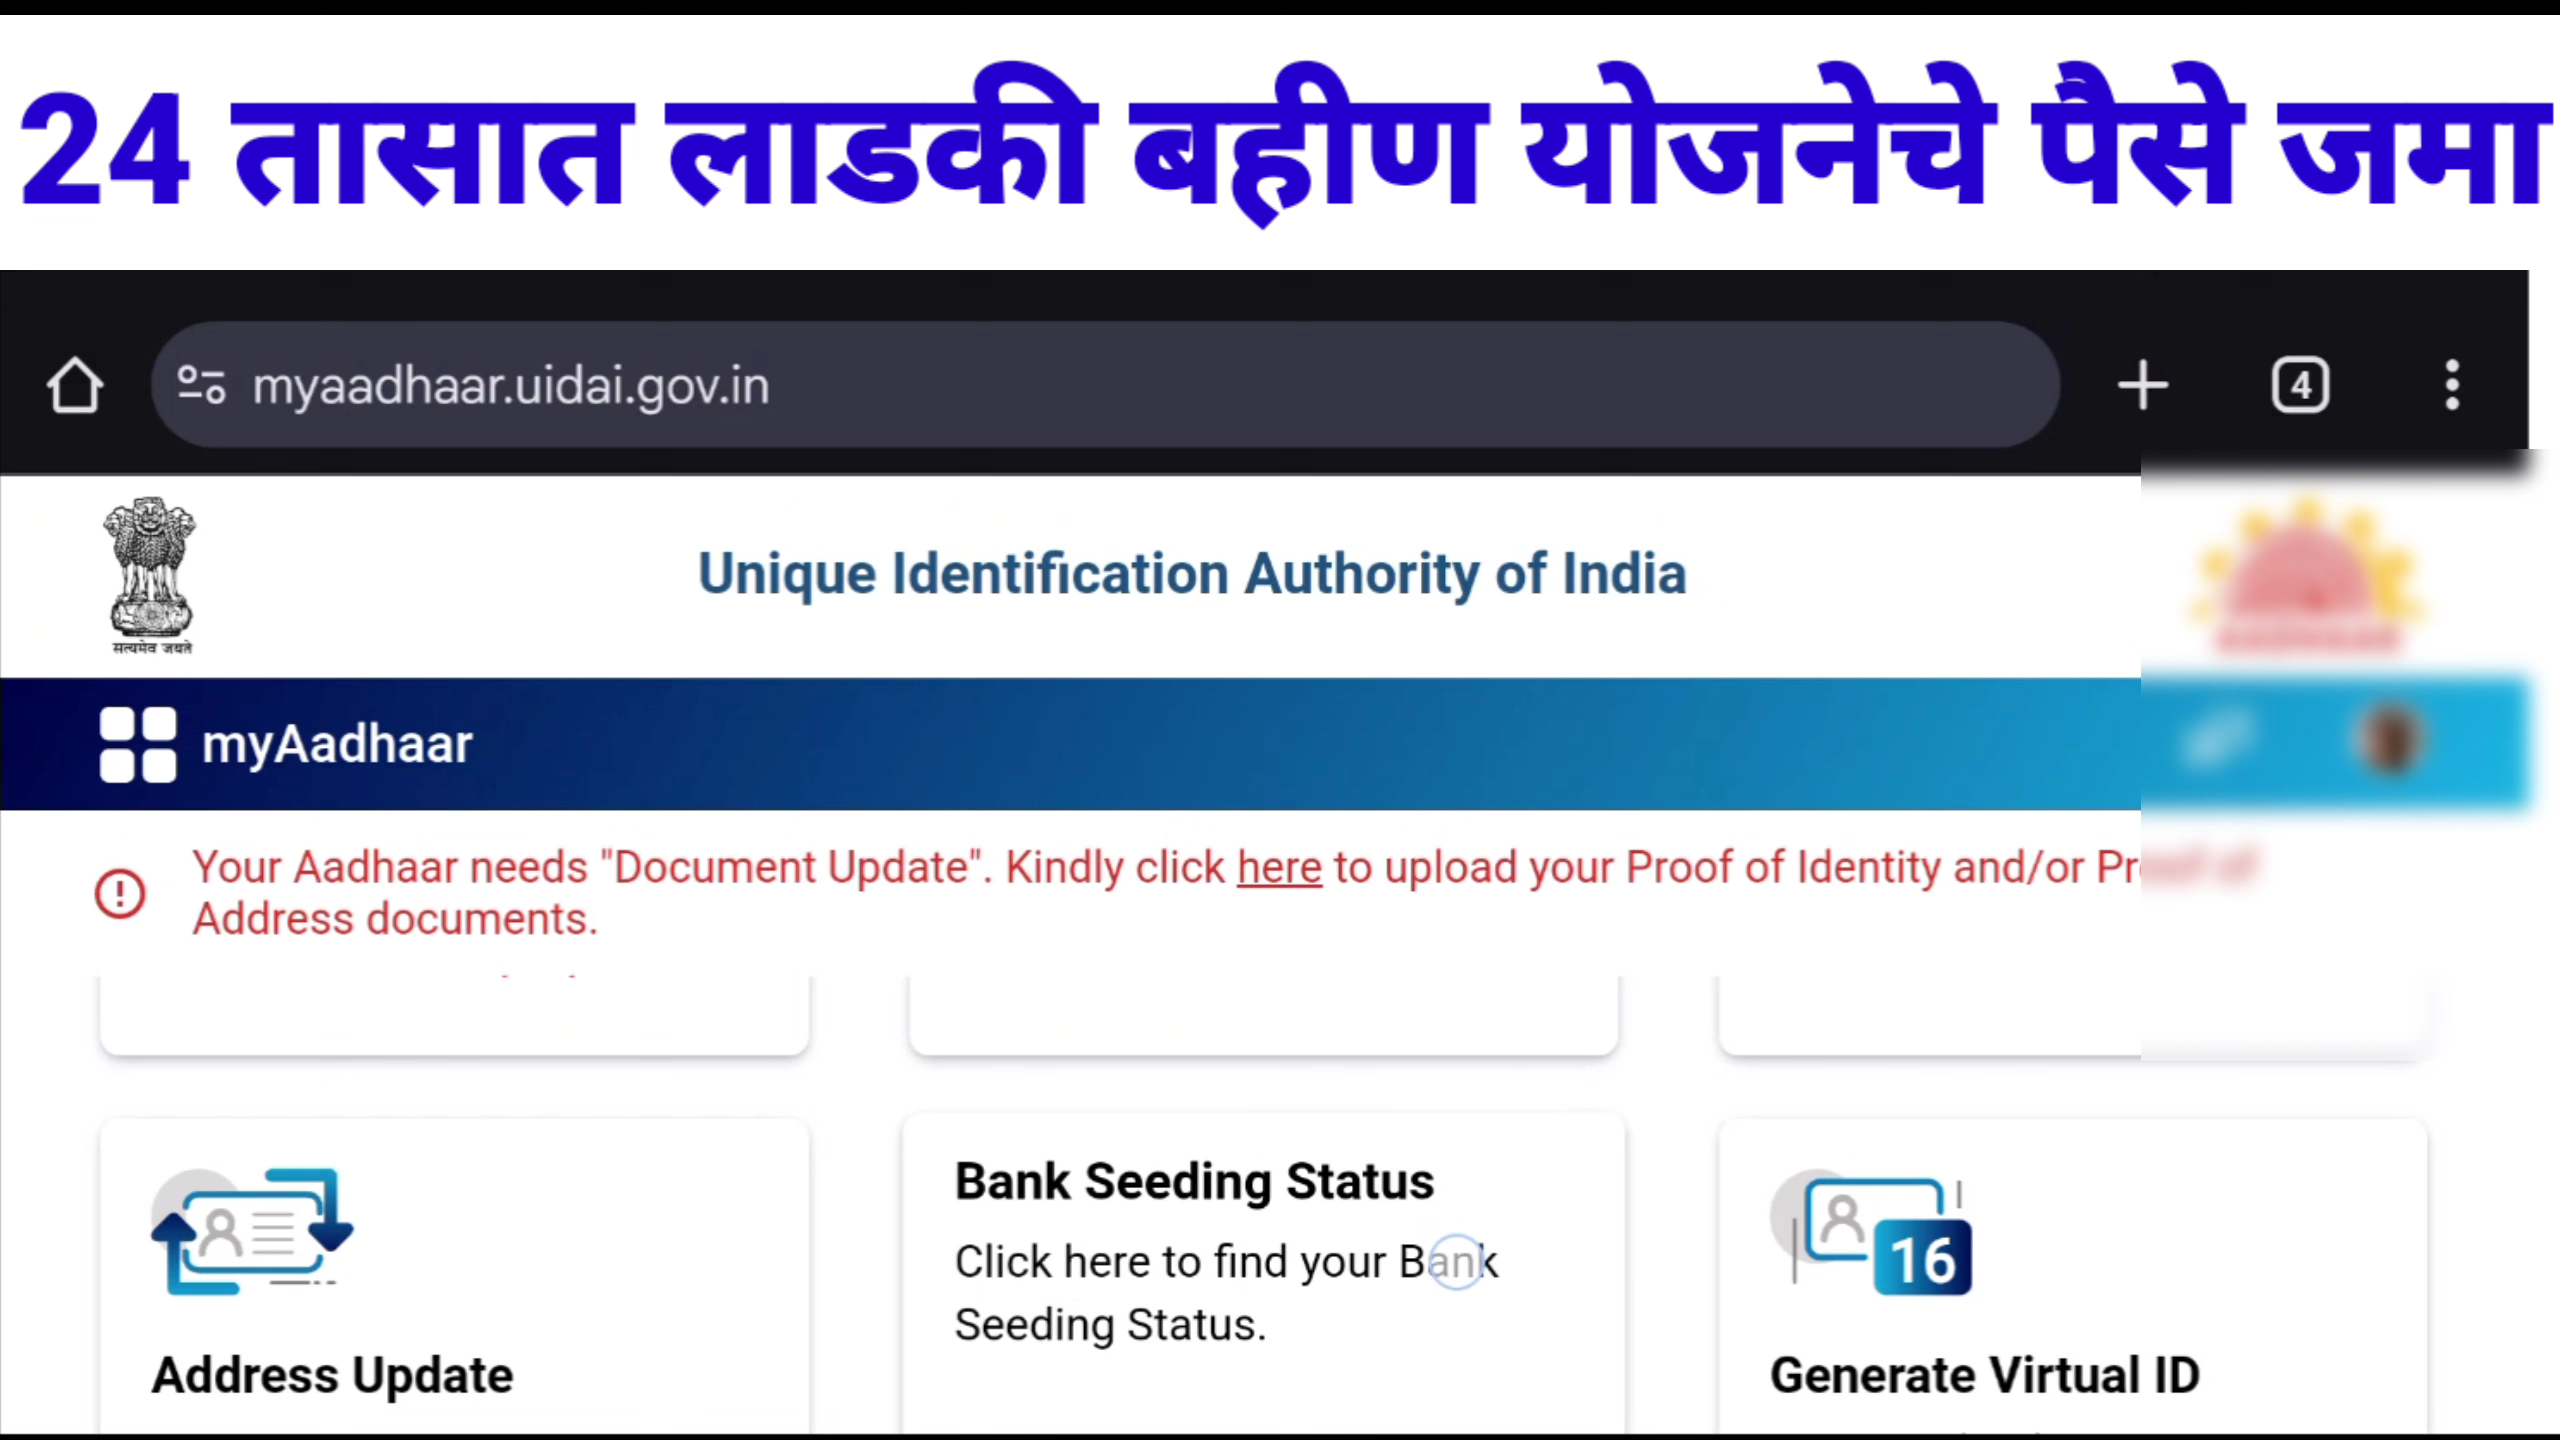 24 तासात लाडकी बहीण योजनेचे पैसे जमा
myaadhaar.uidai.gov.in
4
सत्यमेव जयते
Unique Identification Authority of India
myAadhaar
Your Aadhaar needs "Document Update". Kindly click here to upload your Proof of Identity and/or Proof of
Address documents.
Bank Seeding Status
Click here to find your Bank
Seeding Status.
16
Address Update
Generate Virtual ID